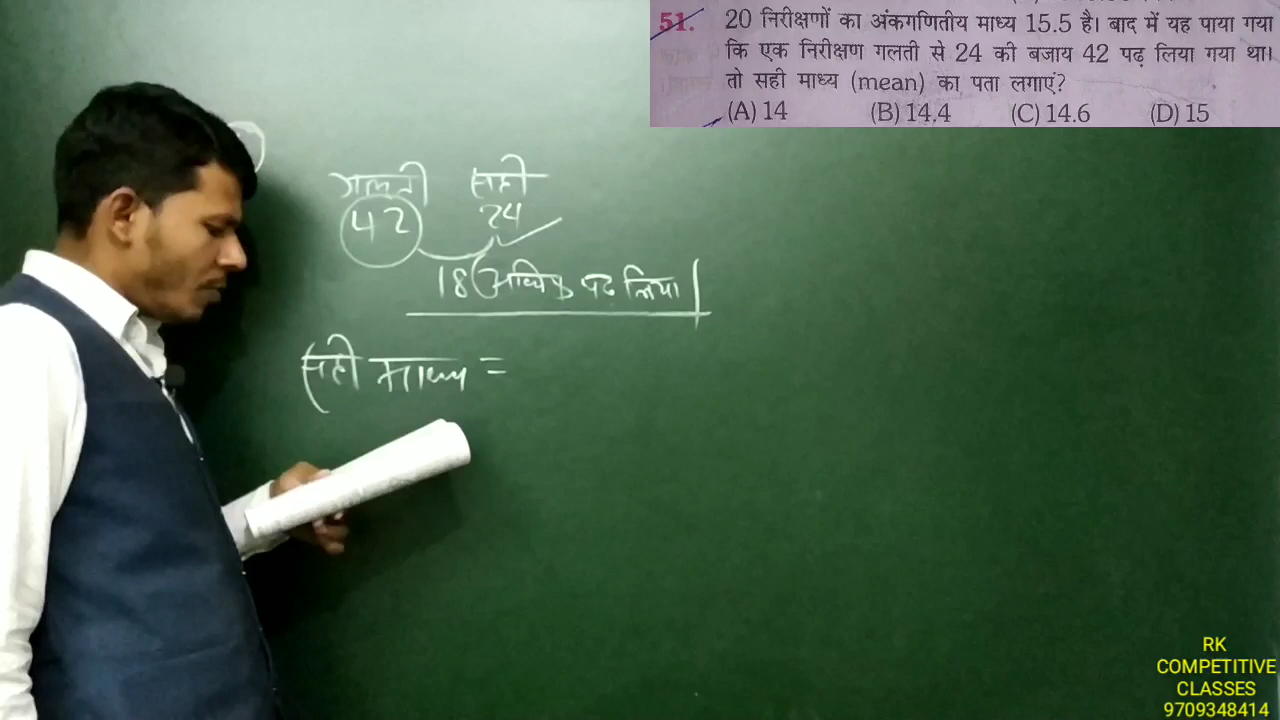 51. 20 निरीक्षणों का अंकगणितीय माध्य 15.5 है। बाद में यह पाया गया
कि एक निरीक्षण गलती से 24 की बजाय 42 पढ़ लिया गया था।
तो सही माध्य (mean) का पता लगाएं?
(A) 14 (B) 14.4 (C) 14.6 (D) 15
गलती सही
42 24
18 अधिक पढ़ लिया
सही माध्य =
RK
COMPETITIVE
CLASSES
9709348414